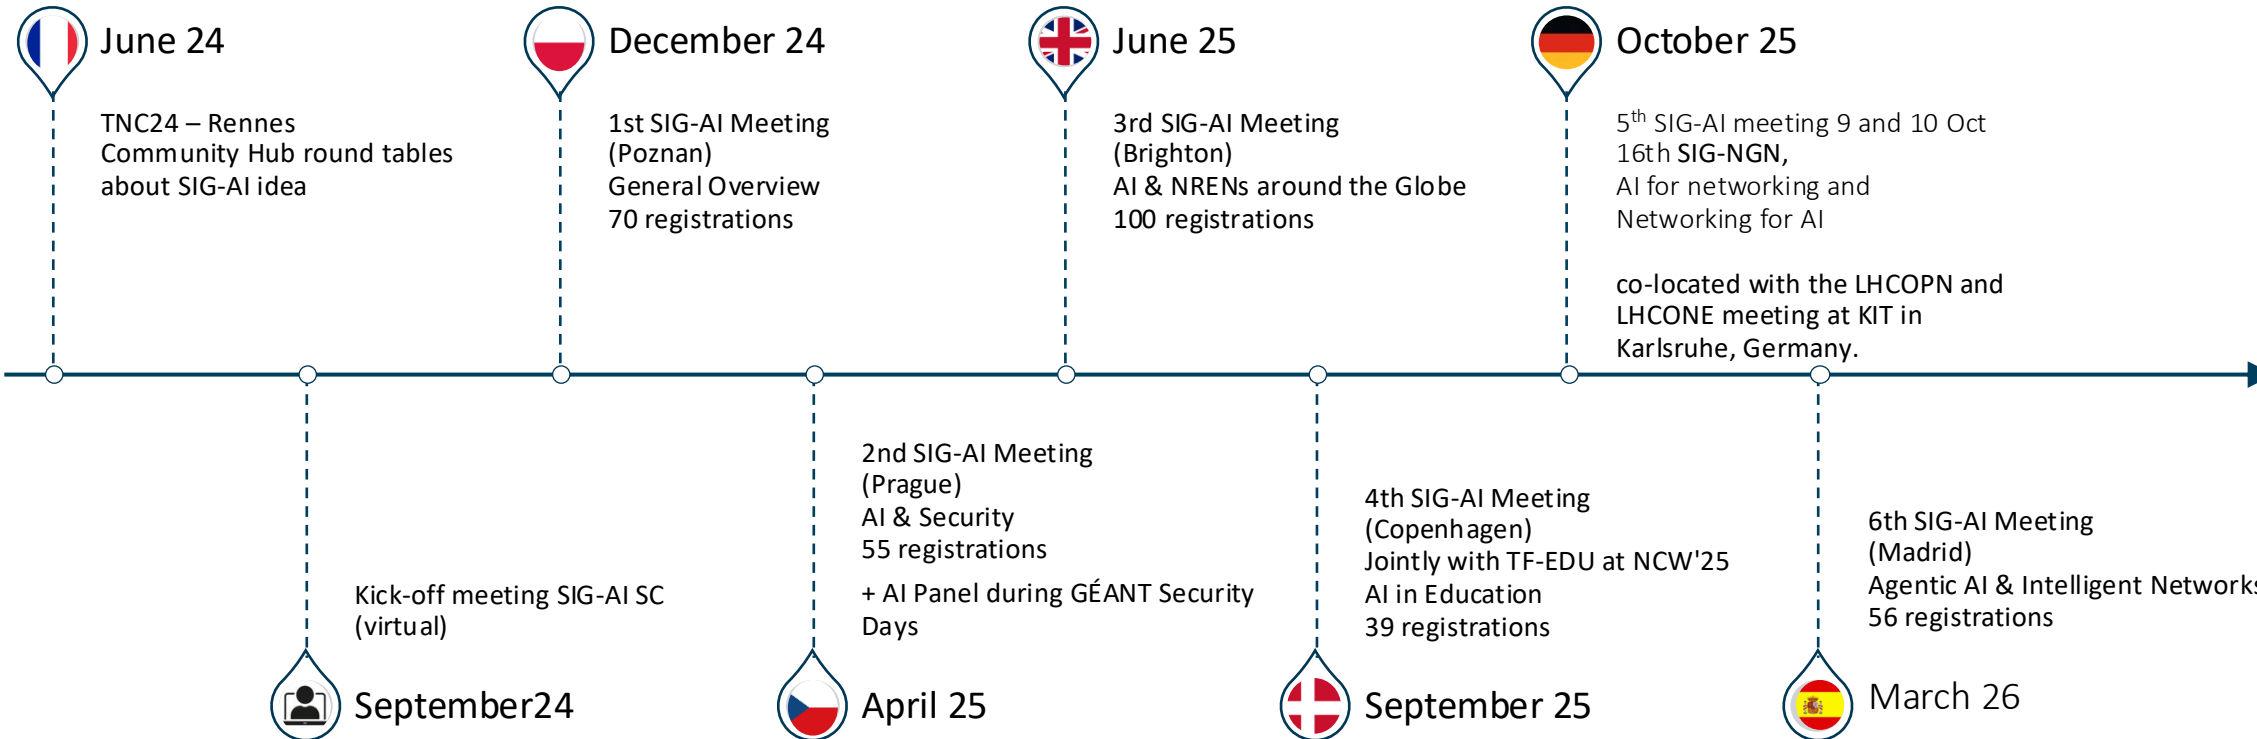 June 24
TNC24 – Rennes
Community Hub round tables
about SIG-AI idea
September24
Kick-off meeting SIG-AI SC
(virtual)
December 24
1st SIG-AI Meeting
(Poznan)
General Overview
70 registrations
April 25
2nd SIG-AI Meeting
(Prague)
AI & Security
55 registrations
+ AI Panel during GÉANT Security
Days
June 25
3rd SIG-AI Meeting
(Brighton)
AI & NRENs around the Globe
100 registrations
September 25
4th SIG-AI Meeting
(Copenhagen)
Jointly with TF-EDU at NCW'25
AI in Education
39 registrations
October 25
5th SIG-AI meeting 9 and 10 Oct
16th SIG-NGN,
AI for networking and
Networking for AI
co-located with the LHCOPN and
LHCONE meeting at KIT in
Karlsruhe, Germany.
March 26
6th SIG-AI Meeting
(Madrid)
Agentic AI & Intelligent Networks
56 registrations